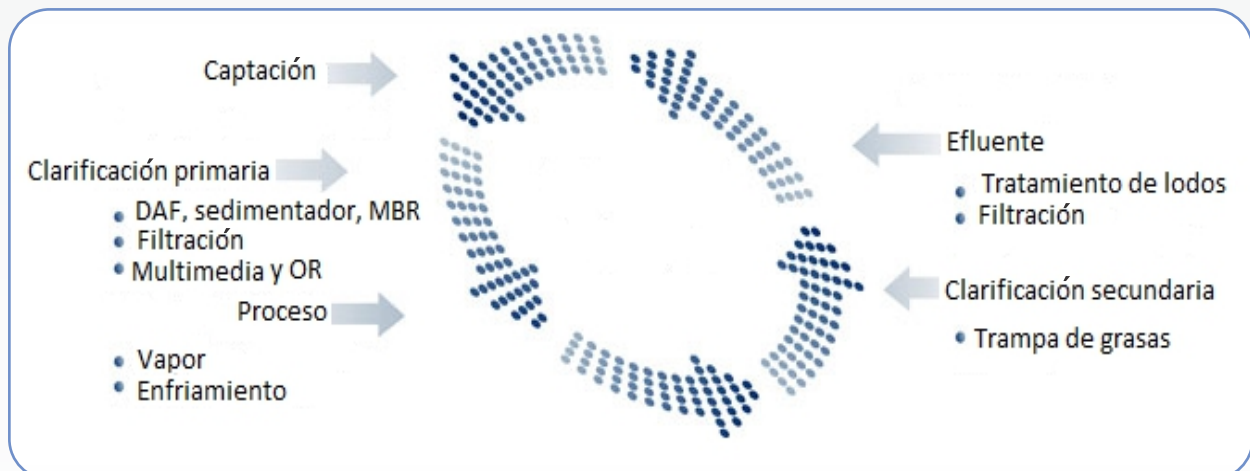 Captación
Clarificación primaria
DAF, sedimentador, MBR
Filtración
Multimedia y OR
Proceso
Vapor
Enfriamiento
Efluente
Tratamiento de lodos
Filtración
Clarificación secundaria
Trampa de grasas